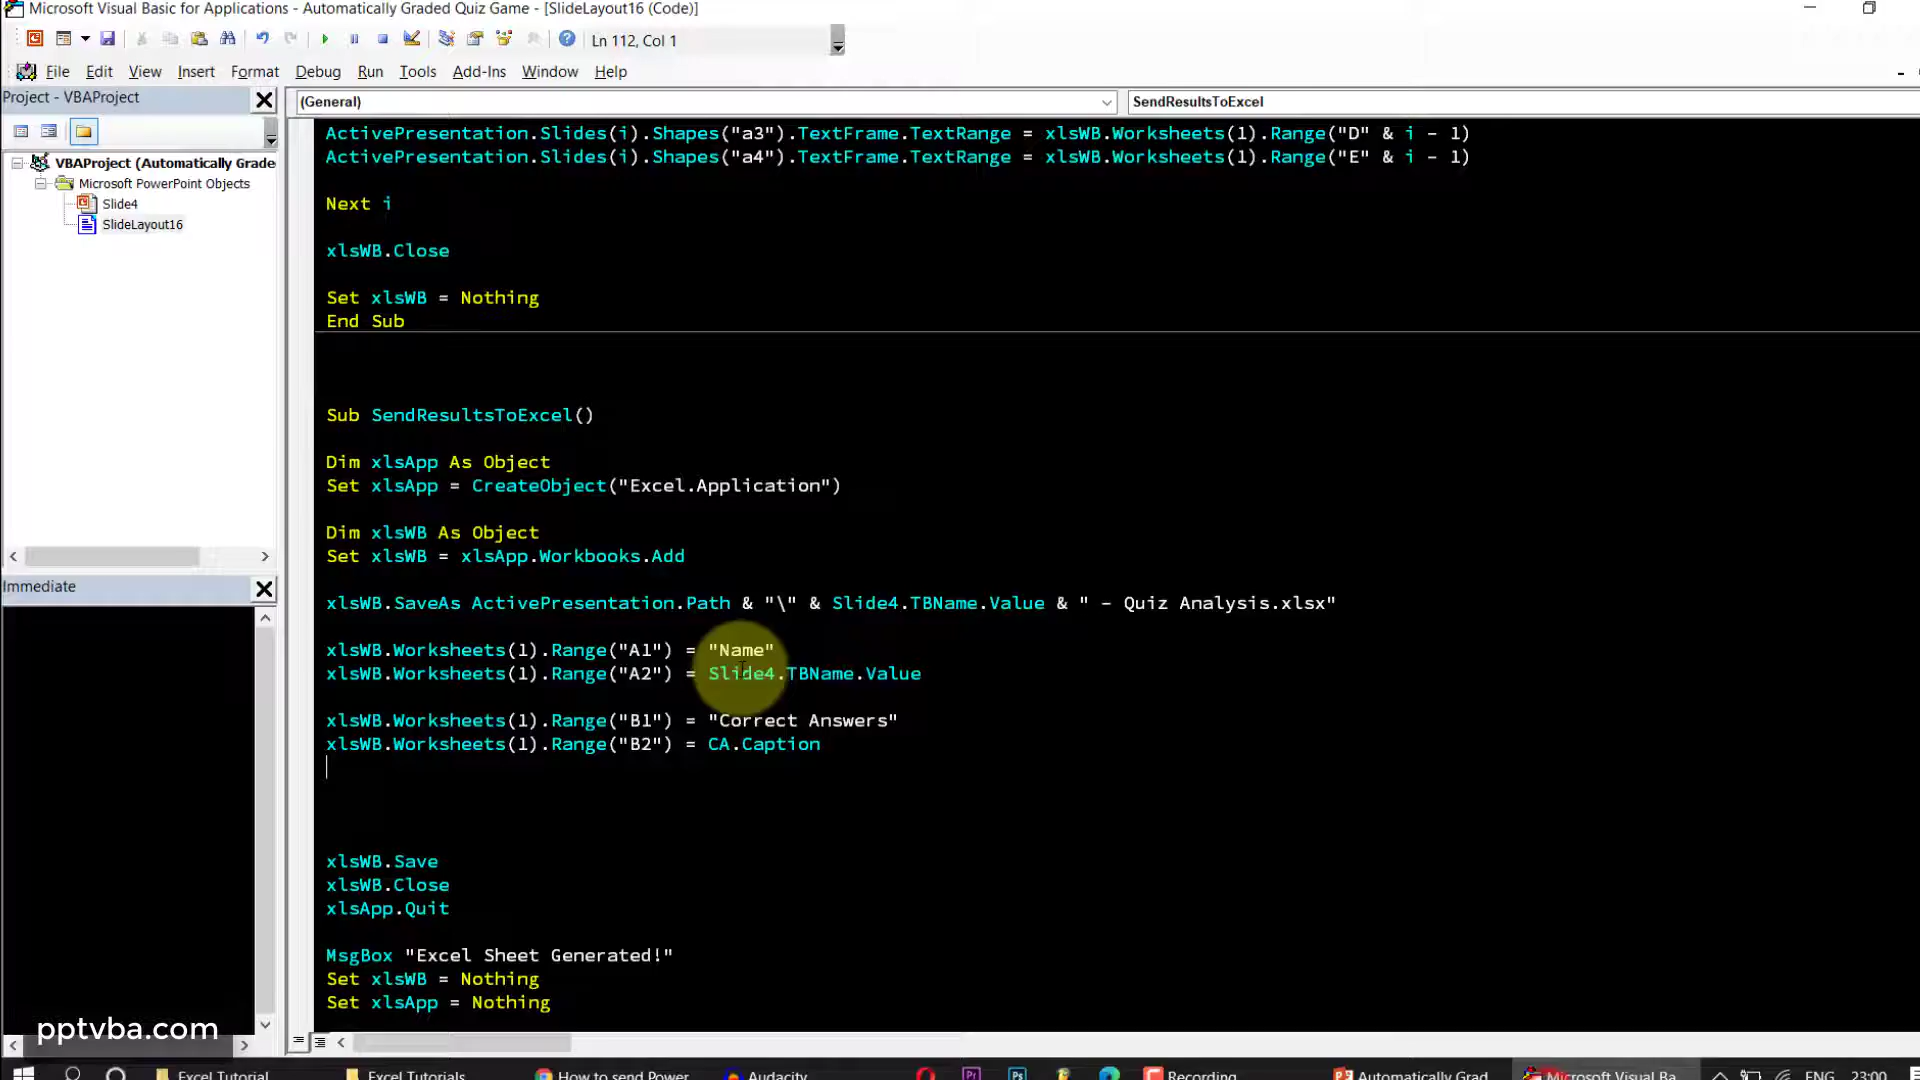 Microsoft Visual Basic for Applications - Automatically Graded Quiz Game - [SlideLayout16 (Code)]
Ln 112, Col 1
File Edit View Insert Format Debug Run Tools Add-Ins Window Help
Project - VBAProject
(General) SendResultsToExcel
VBAProject (Automatically Grade
Microsoft PowerPoint Objects
Slide4
SlideLayout16
Immediate
ActivePresentation.Slides(i).Shapes("a3").TextFrame.TextRange = xlsWB.Worksheets(1).Range("D" & i - 1)
ActivePresentation.Slides(i).Shapes("a4").TextFrame.TextRange = xlsWB.Worksheets(1).Range("E" & i - 1)
Next i
xlsWB.Close
Set xlsWB = Nothing
End Sub
Sub SendResultsToExcel()
Dim xlsApp As Object
Set xlsApp = CreateObject("Excel.Application")
Dim xlsWB As Object
Set xlsWB = xlsApp.Workbooks.Add
xlsWB.SaveAs ActivePresentation.Path & "\" & Slide4.TBName.Value & " - Quiz Analysis.xlsx"
xlsWB.Worksheets(1).Range("A1") = "Name"
xlsWB.Worksheets(1).Range("A2") = Slide4.TBName.Value
xlsWB.Worksheets(1).Range("B1") = "Correct Answers"
xlsWB.Worksheets(1).Range("B2") = CA.Caption
xlsWB.Save
xlsWB.Close
xlsApp.Quit
MsgBox "Excel Sheet Generated!"
Set xlsWB = Nothing
Set xlsApp = Nothing
pptvba.com
Excel Tutorial Excel Tutorials How to send Power Audacity Pr Ps Recording Automatically Grad Microsoft Visual Ba ENG 23:00